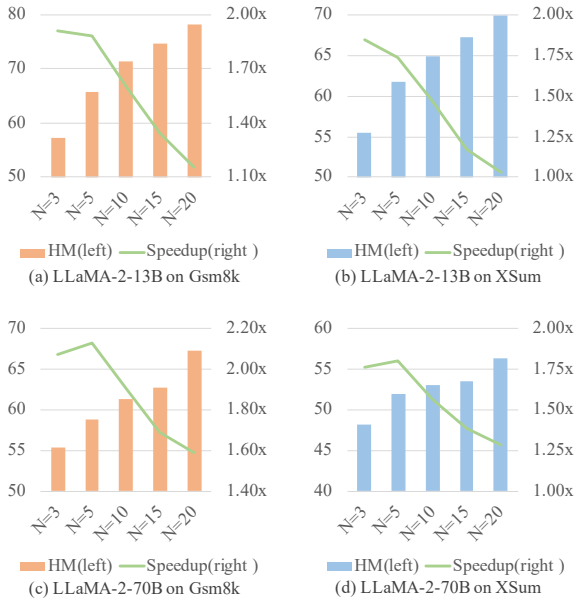 80 2.00x 70 2.00x
70 1.70x 65 1.75x
60 1.50x
60 1.40x 55 1.25x
50 1.10x 50 1.00x
N=3 N=5 N=10 N=15 N=20 N=3 N=5 N=10 N=15 N=20
HM(left) Speedup(right ) HM(left) Speedup(right )
(a) LLaMA-2-13B on Gsm8k (b) LLaMA-2-13B on XSum
70 2.20x 60 2.00x
65 2.00x 55 1.75x
60 1.80x 50 1.50x
55 1.60x 45 1.25x
50 1.40x 40 1.00x
N=3 N=5 N=10 N=15 N=20 N=3 N=5 N=10 N=15 N=20
HM(left) Speedup(right ) HM(left) Speedup(right )
(c) LLaMA-2-70B on Gsm8k (d) LLaMA-2-70B on XSum